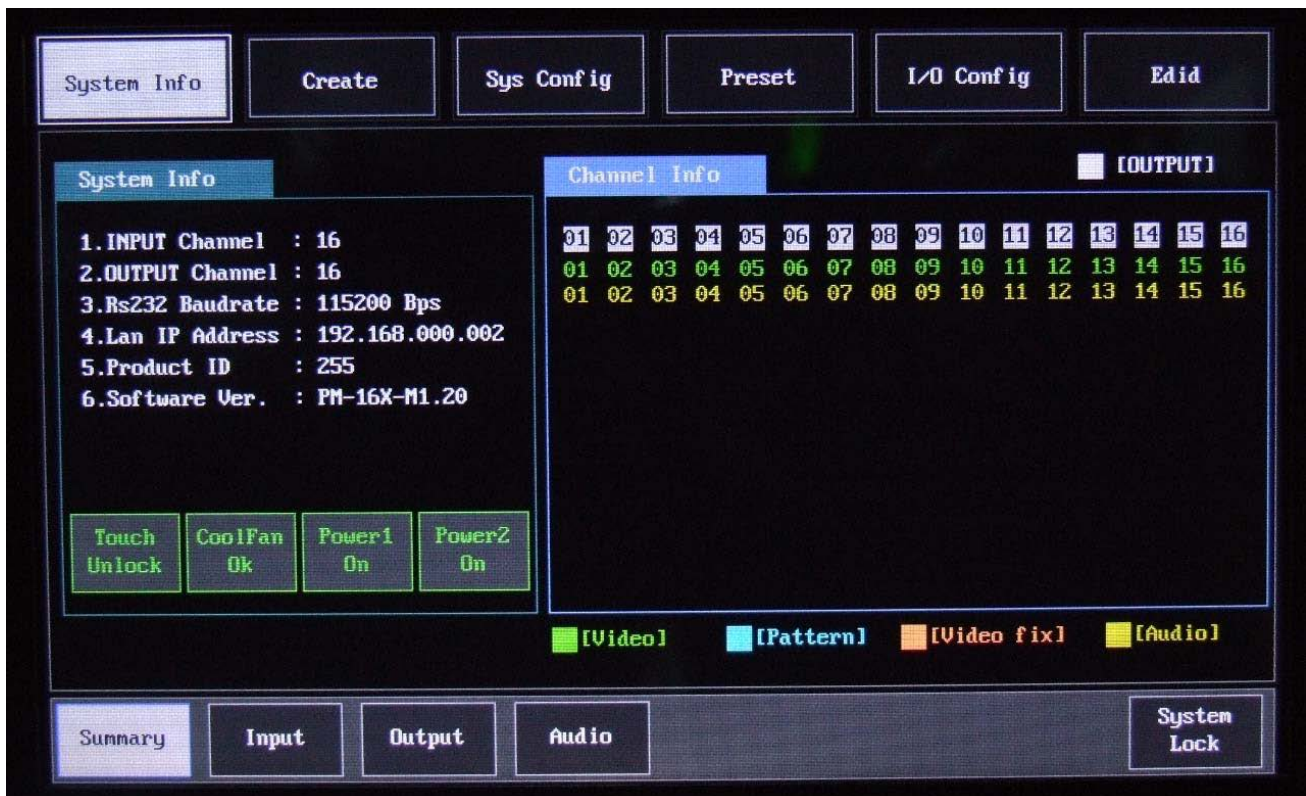 System Info Create Sys Config Preset I/O Config Edid
System Info
1.INPUT Channel : 16
2.OUTPUT Channel : 16
3.Rs232 Baudrate : 115200 Bps
4.Lan IP Address : 192.168.000.002
5.Product ID : 255
6.Software Ver. : PM-16X-M1.20
Touch Unlock
CoolFan Ok
Power1 On
Power2 On
Channel Info
[OUTPUT]
01 02 03 04 05 06 07 08 09 10 11 12 13 14 15 16
01 02 03 04 05 06 07 08 09 10 11 12 13 14 15 16
01 02 03 04 05 06 07 08 09 10 11 12 13 14 15 16
[Video] [Pattern] [Video fix] [Audio]
Summary Input Output Audio
System
Lock